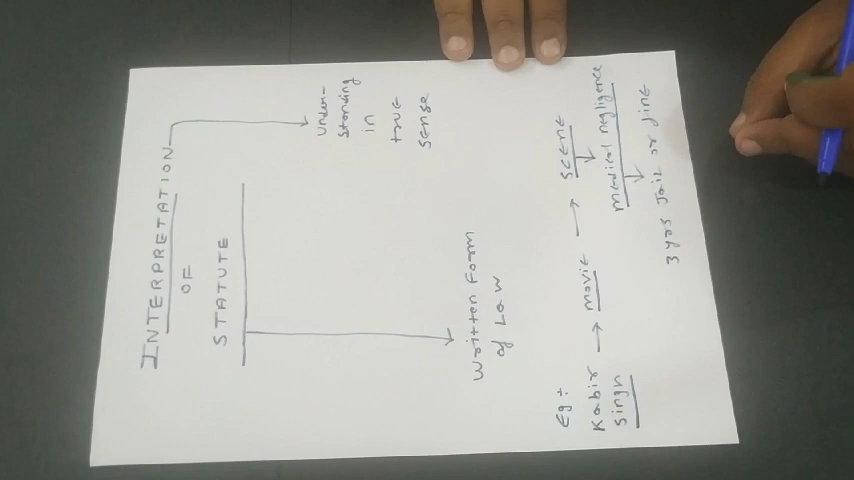 INTERPRETATION
OF
STATUTE
Under-
standing
in
true
sense
Written Form
of Law
Eg ÷
Kabir → movie → scene
Singh
medical negligence
3 yrs Jail or fine